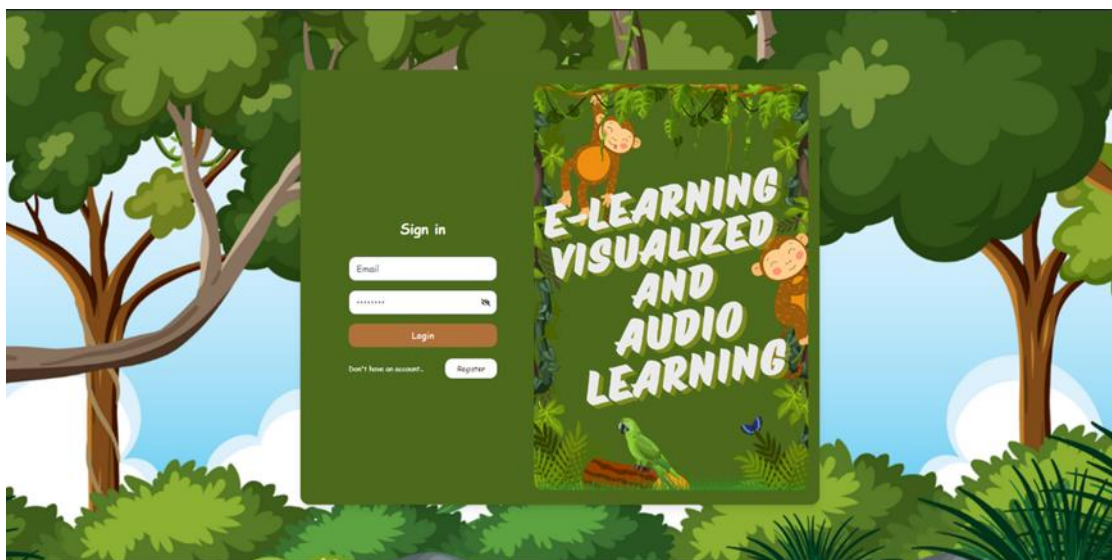 Sign in
Email
Login
Don't have an account..
Register
E-LEARNING
VISUALIZED
AND
AUDIO
LEARNING